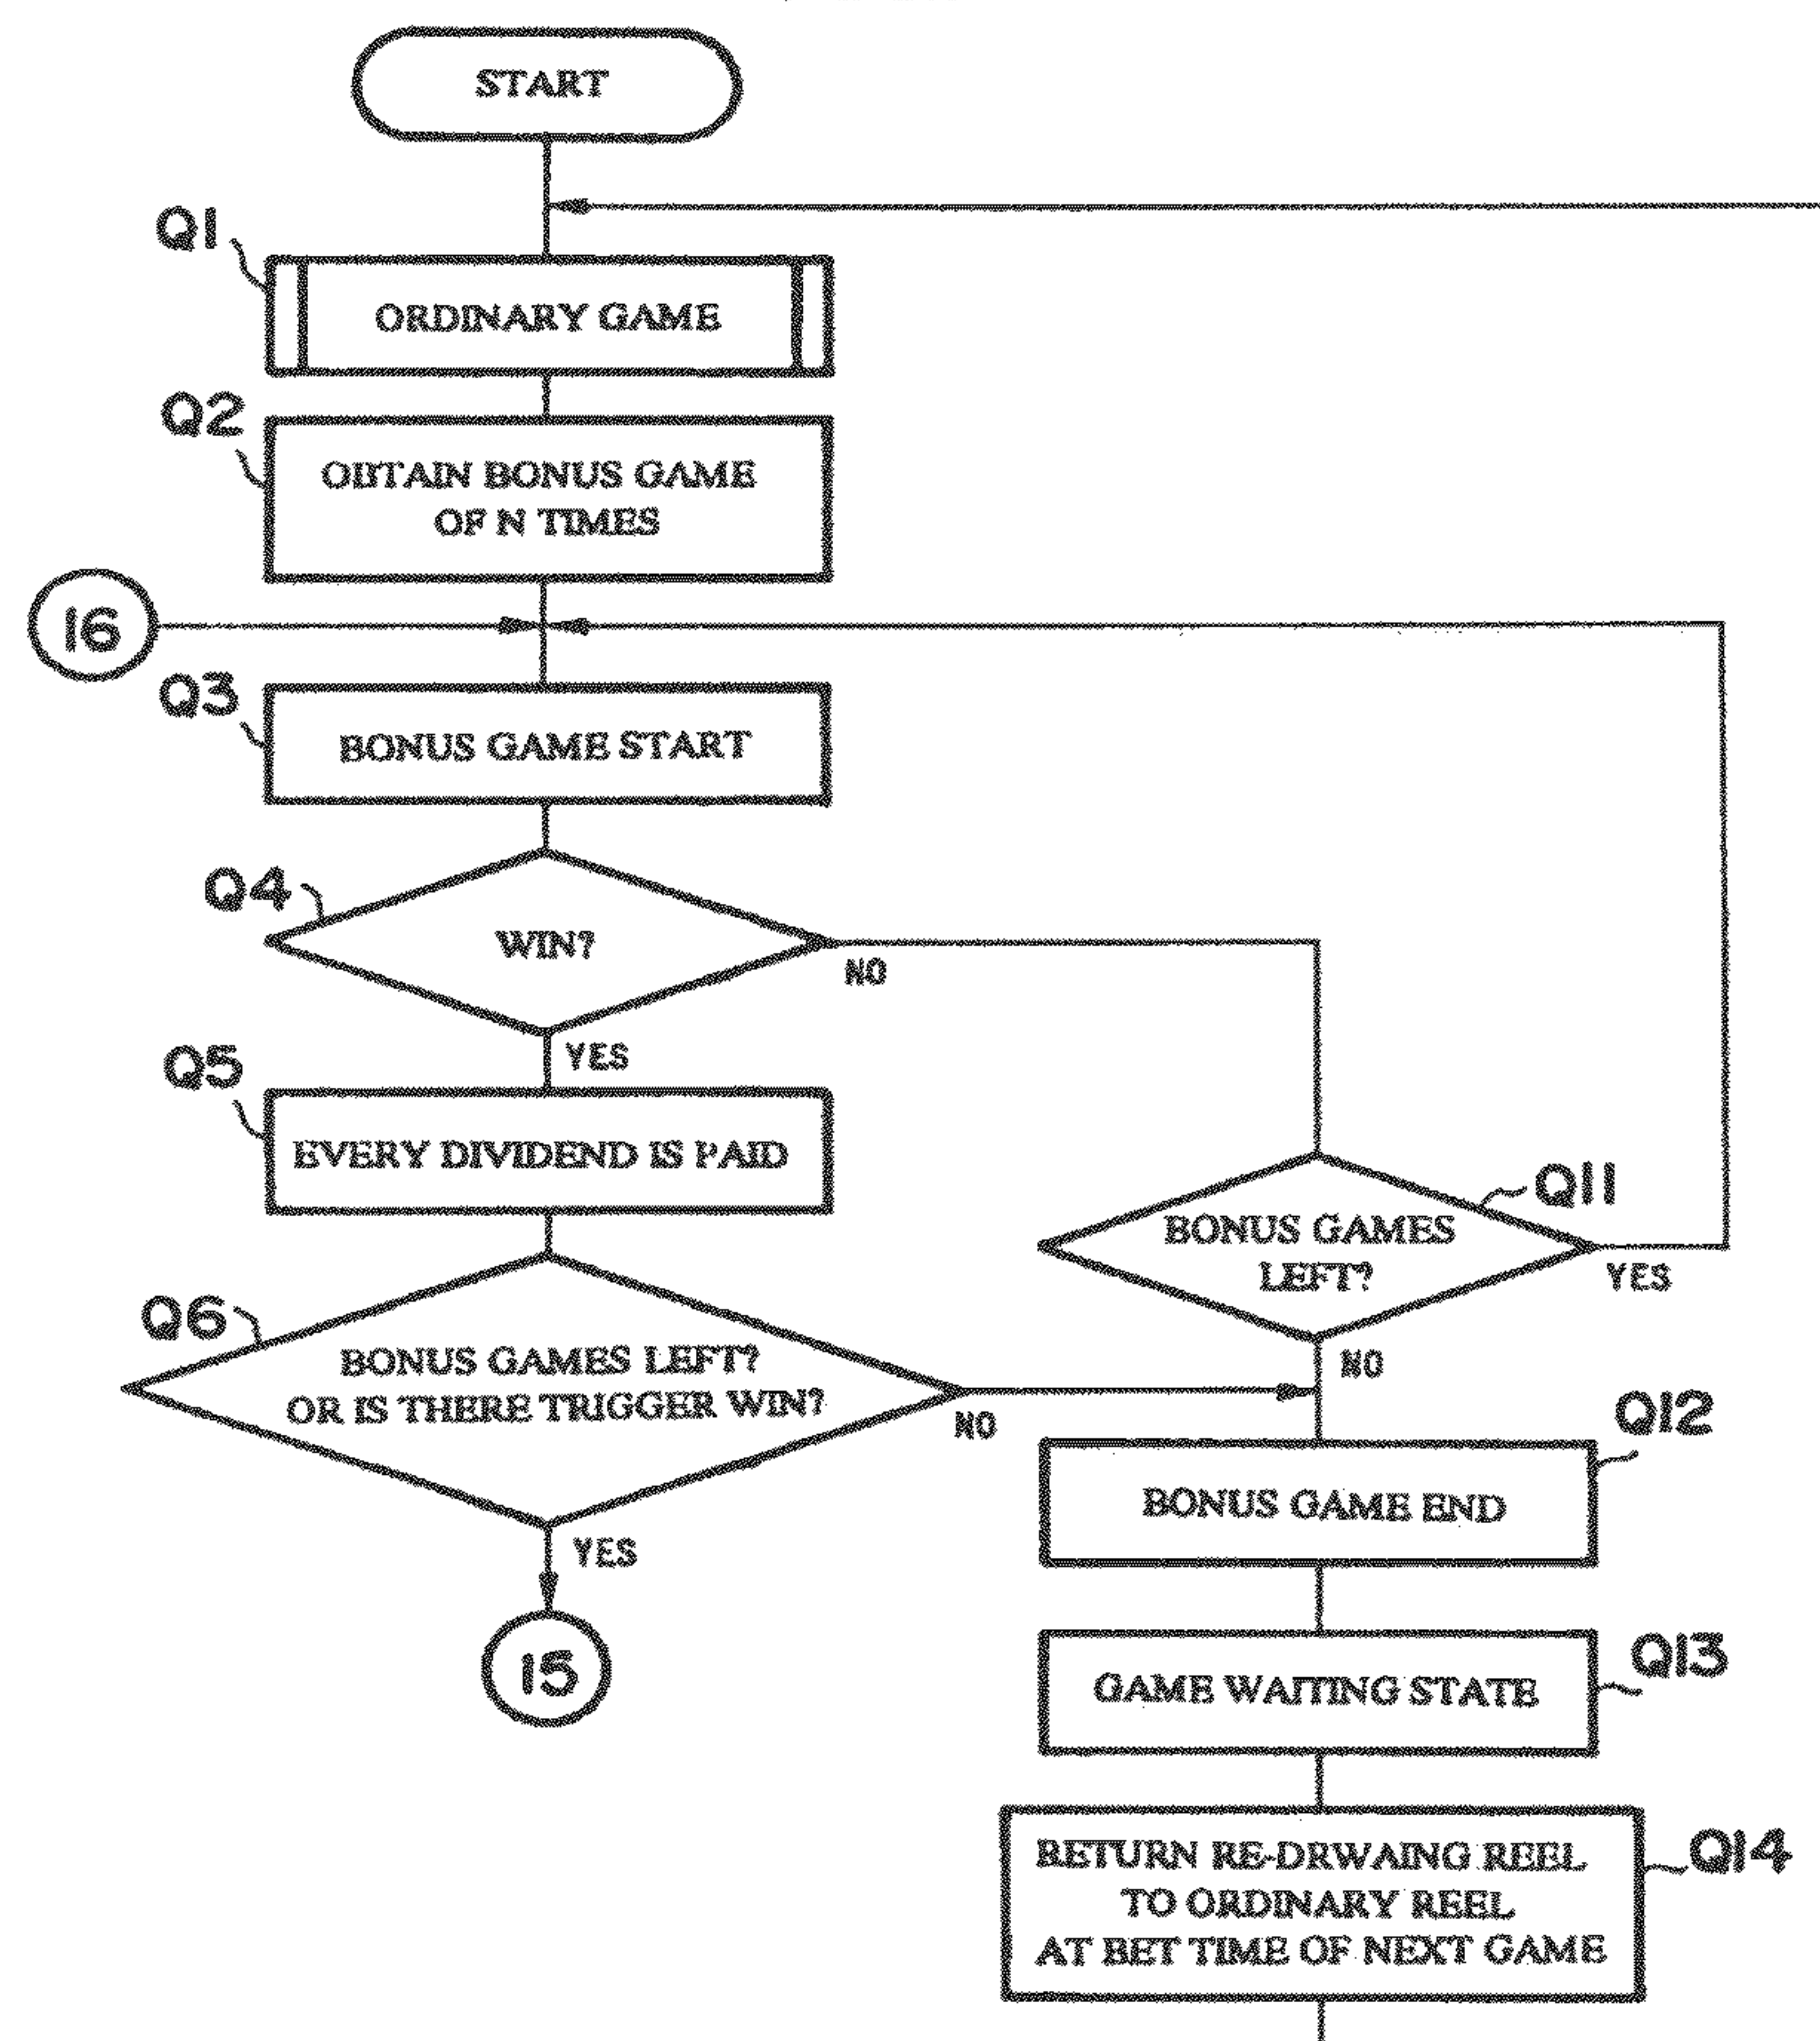 START
Q1
ORDINARY GAME
Q2
OBTAIN BONUS GAME
OF N TIMES
16
Q3
BONUS GAME START
Q4
WIN?
NO
YES
Q5
EVERY DIVIDEND IS PAID
Q11
BONUS GAMES
LEFT?
YES
NO
Q6
BONUS GAMES LEFT?
OR IS THERE TRIGGER WIN?
NO
YES
15
Q12
BONUS GAME END
Q13
GAME WAITING STATE
Q14
RETURN RE-DRWAING REEL
TO ORDINARY REEL
AT BET TIME OF NEXT GAME